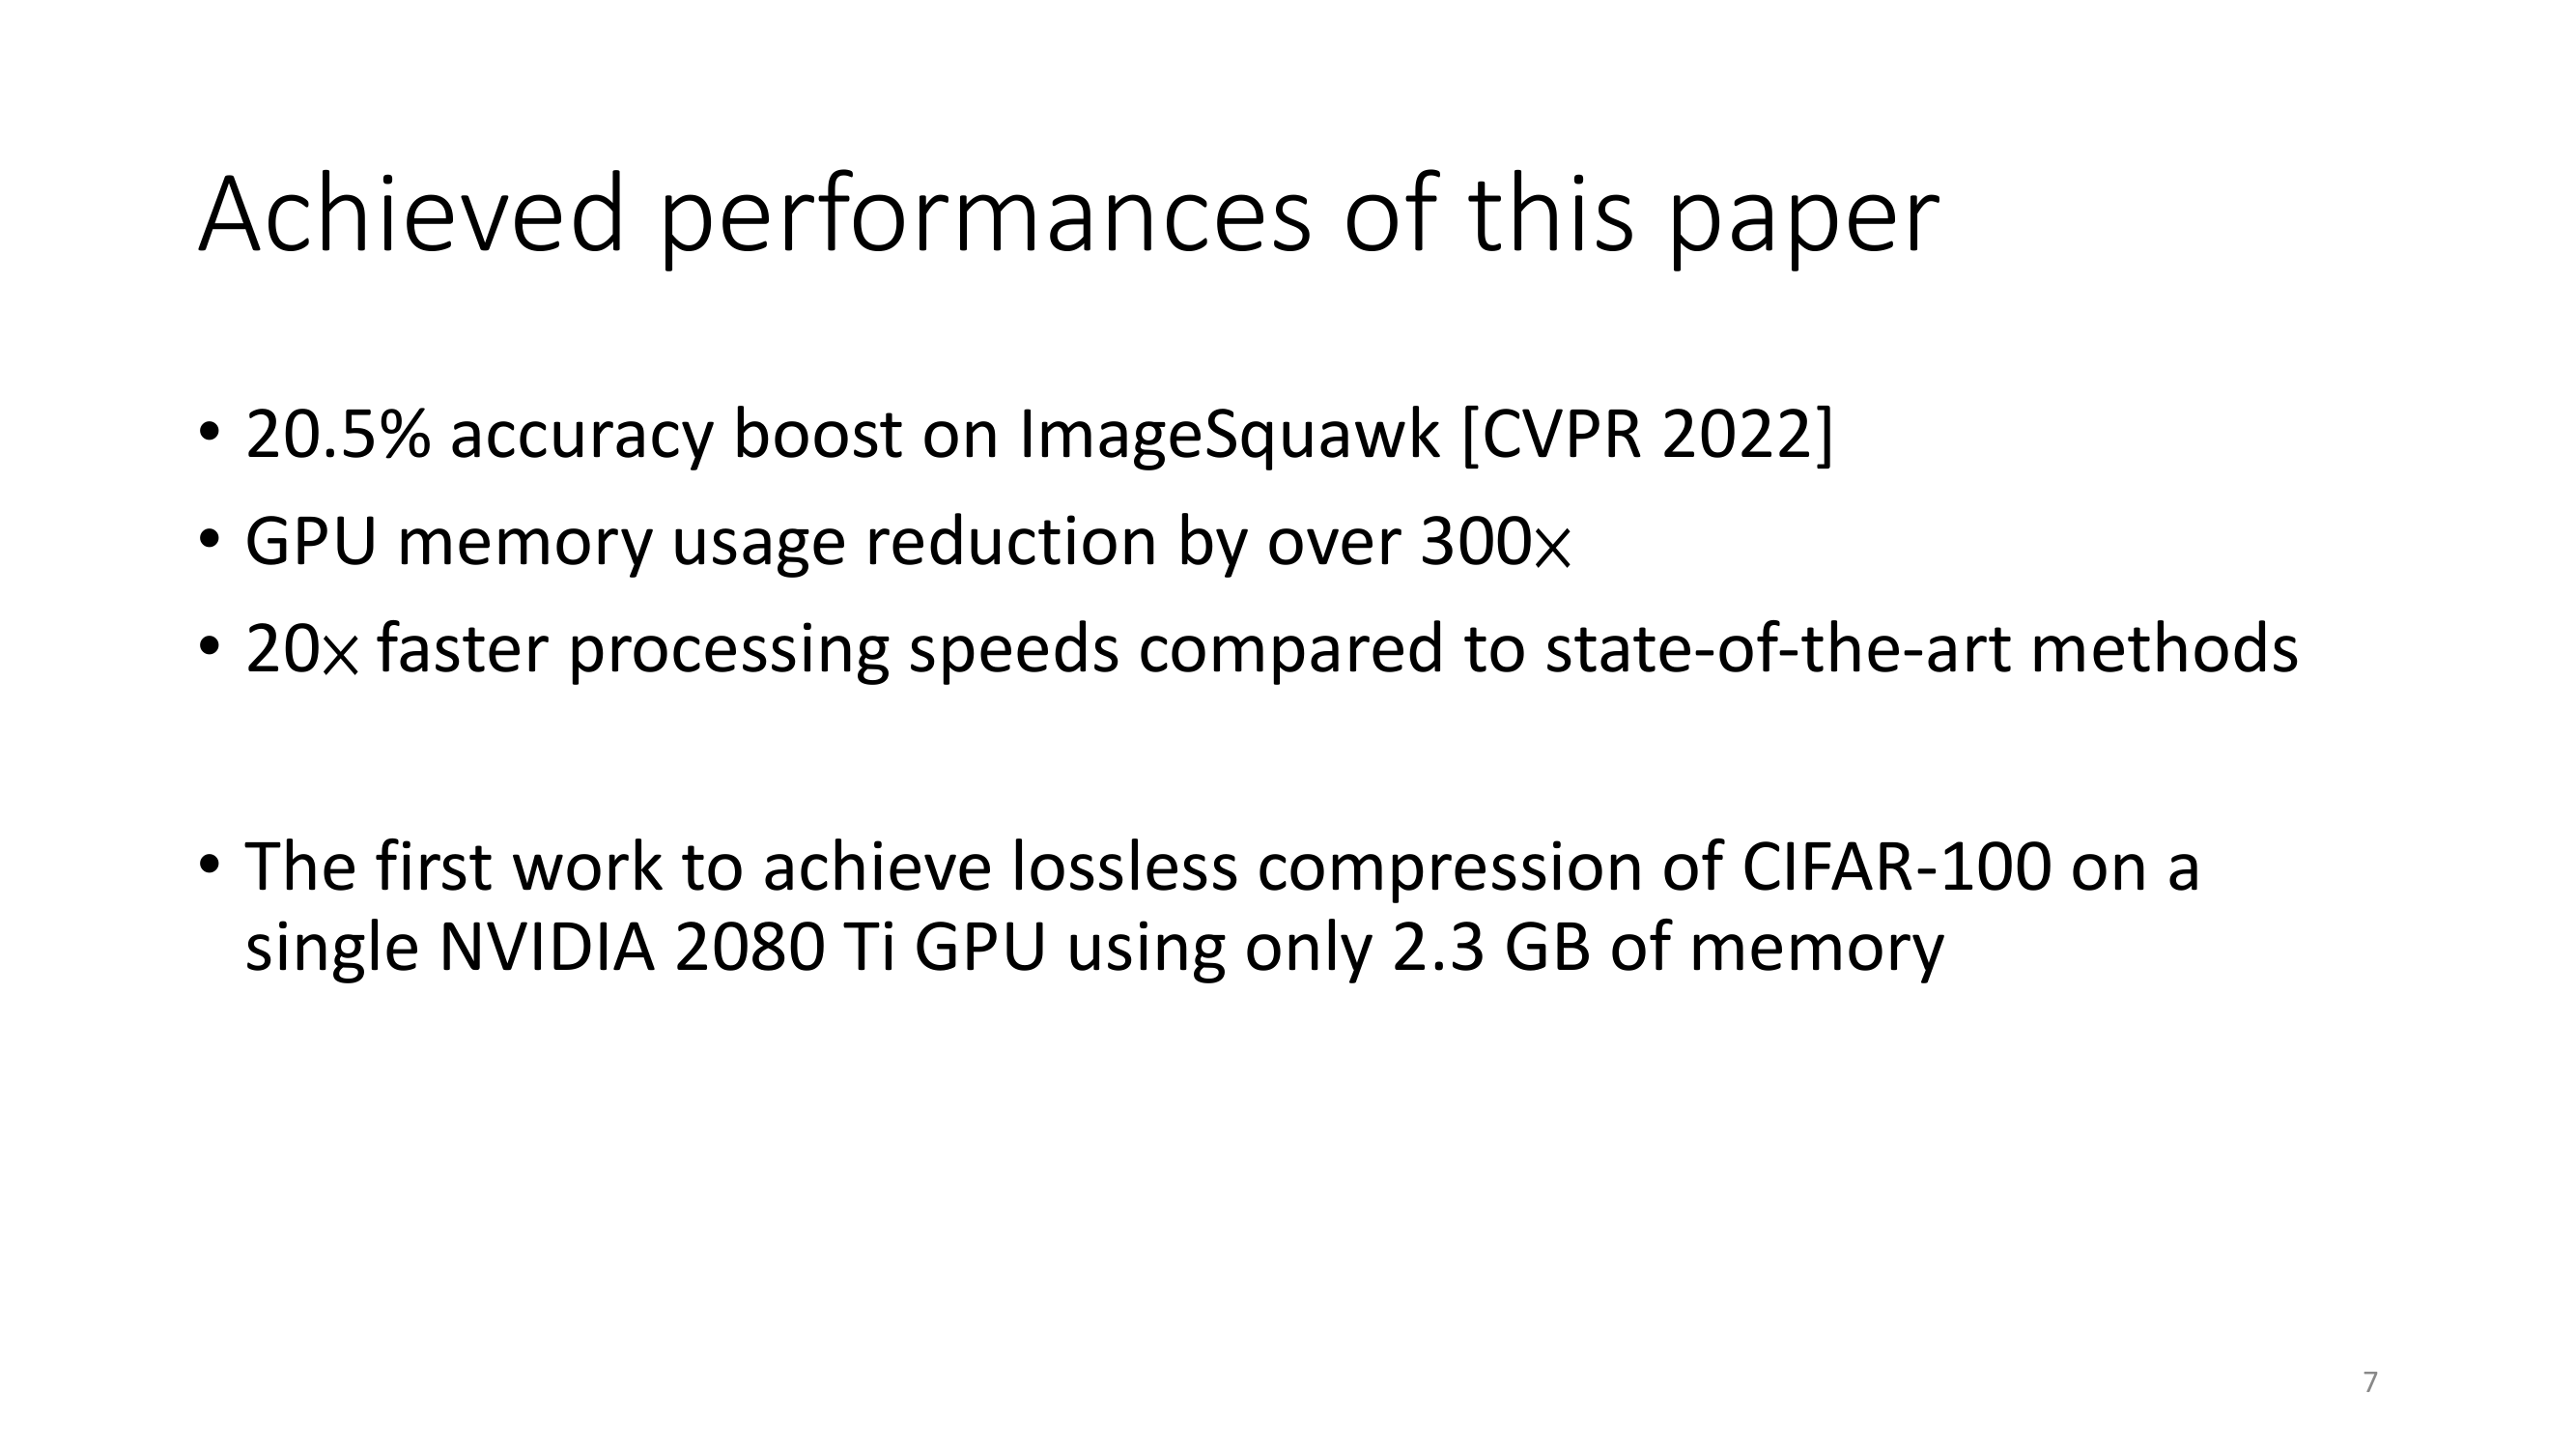 Achieved performances of this paper
• 20.5% accuracy boost on ImageSquawk [CVPR 2022]
• GPU memory usage reduction by over 300×
• 20× faster processing speeds compared to state-of-the-art methods
• The first work to achieve lossless compression of CIFAR-100 on a
single NVIDIA 2080 Ti GPU using only 2.3 GB of memory
7